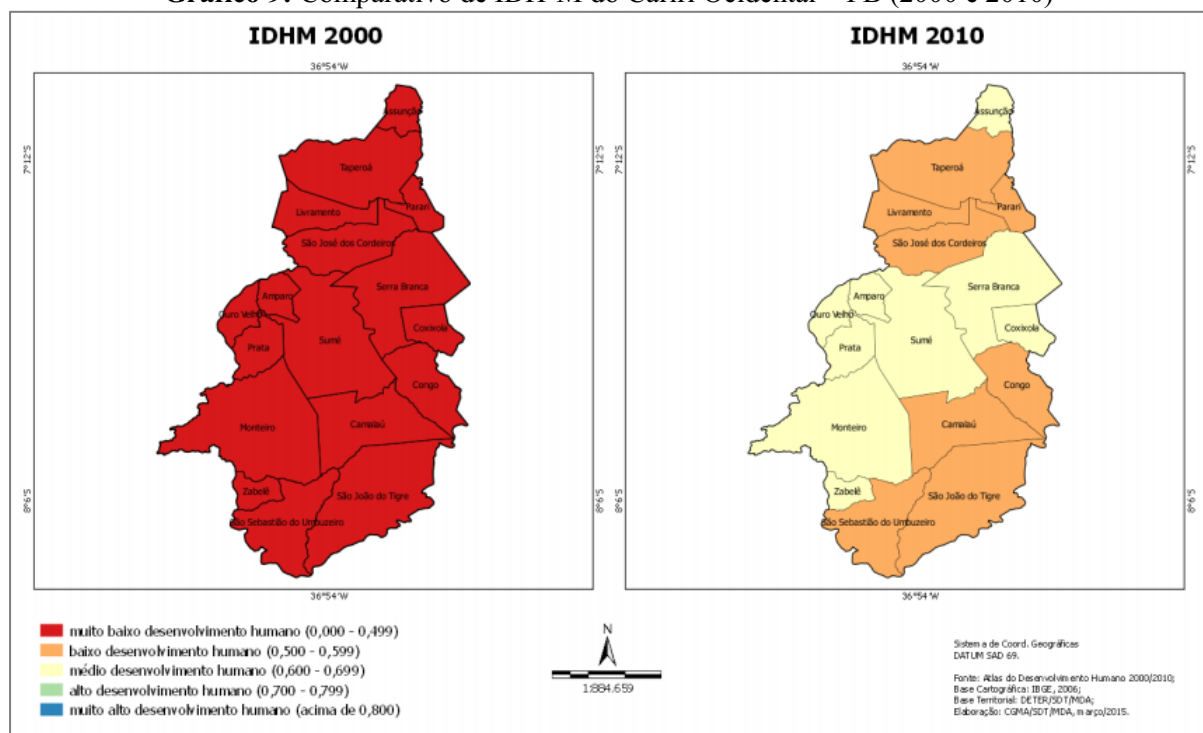 Gráfico 9: Comparativo de IDH-M do Cariri Ocidental – PB (2000 e 2010)
IDHM 2000
36°54'W
7°12'S
7°12'S
Assunção
Taperoá
Livramento
Parari
São José dos Cordeiros
Serra Branca
Amparo
Ouro Velho
Coxixola
Sumé
Prata
Congo
Monteiro
Camalaú
Zabelê
São João do Tigre
São Sebastião do Umbuzeiro
8°6'S
8°6'S
36°54'W
IDHM 2010
36°54'W
7°12'S
Assunção
Taperoá
Livramento
Parari
São José dos Cordeiros
Serra Branca
Amparo
Ouro Velho
Coxixola
Sumé
Prata
Congo
Monteiro
Camalaú
Zabelê
São João do Tigre
São Sebastião do Umbuzeiro
8°6'S
36°54'W
muito baixo desenvolvimento humano (0,000 - 0,499)
baixo desenvolvimento humano (0,500 - 0,599)
médio desenvolvimento humano (0,600 - 0,699)
alto desenvolvimento humano (0,700 - 0,799)
muito alto desenvolvimento humano (acima de 0,800)
N
1:884.659
Sistema de Coord. Geográficas
DATUM SAD 69.
Fonte: Atlas do Desenvolvimento Humano 2000/2010;
Base Cartográfica: IBGE, 2006;
Base Territorial: DETER/SDT/MDA;
Elaboração: CGMA/SDT/MDA, março/2015.